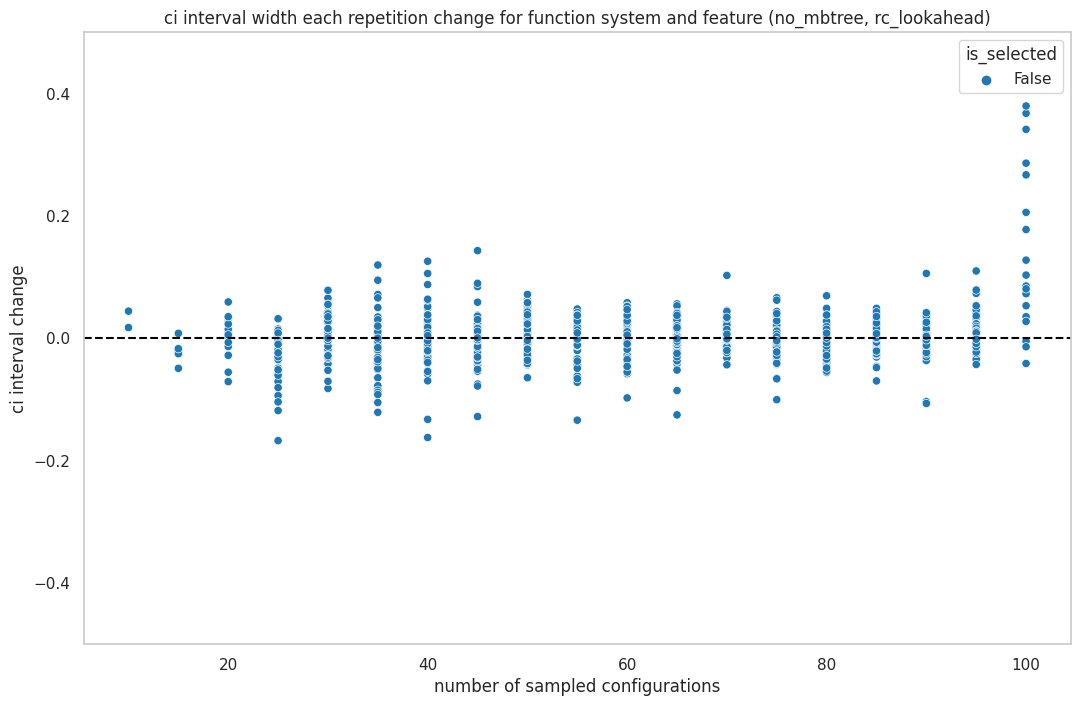 ci interval width each repetition change for function system and feature (no_mbtree, rc_lookahead)
is_selected
False
ci interval change
0.4
0.2
0.0
−0.2
−0.4
20 40 60 80 100
number of sampled configurations